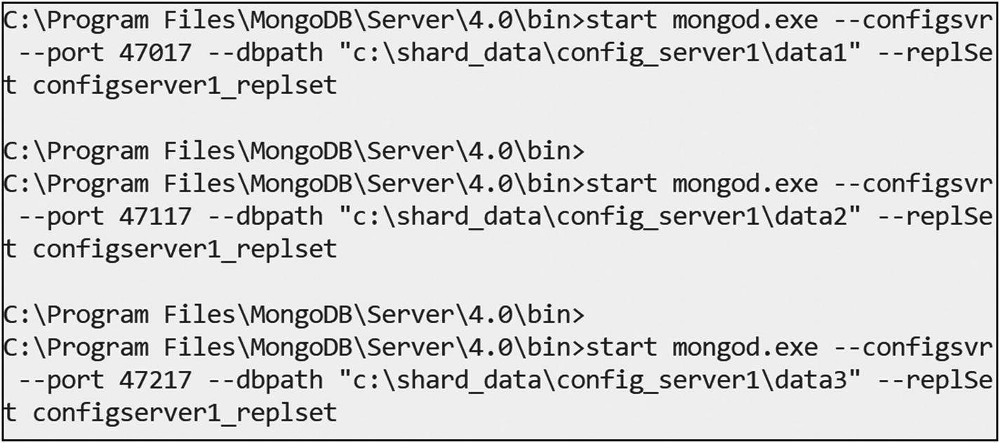 C:\Program Files\MongoDB\Server\4.0\bin>start mongod.exe --configsvr
 --port 47017 --dbpath "c:\shard_data\config_server1\data1" --replSe
t configserver1_replset

C:\Program Files\MongoDB\Server\4.0\bin>
C:\Program Files\MongoDB\Server\4.0\bin>start mongod.exe --configsvr
 --port 47117 --dbpath "c:\shard_data\config_server1\data2" --replSe
t configserver1_replset

C:\Program Files\MongoDB\Server\4.0\bin>
C:\Program Files\MongoDB\Server\4.0\bin>start mongod.exe --configsvr
 --port 47217 --dbpath "c:\shard_data\config_server1\data3" --replSe
t configserver1_replset